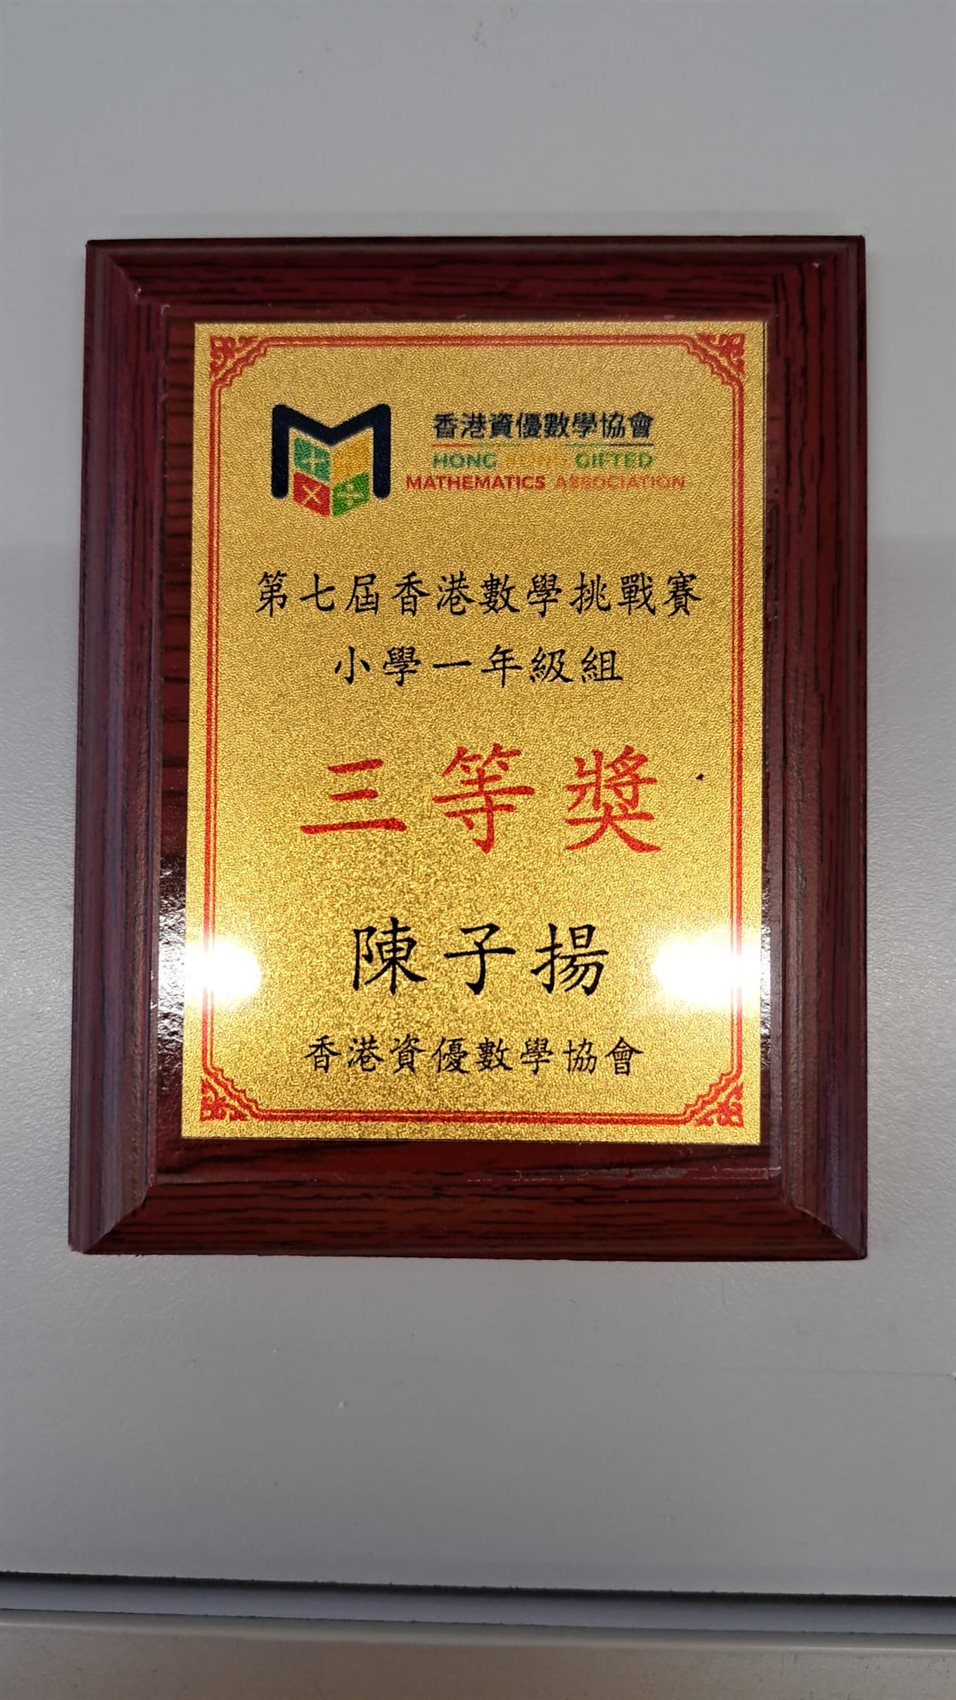 香港資優數學協會
HONG KONG GIFTED
MATHEMATICS ASSOCIATION
第七屆香港數學挑戰賽
小學一年級組
三等獎
陳子揚
香港資優數學協會